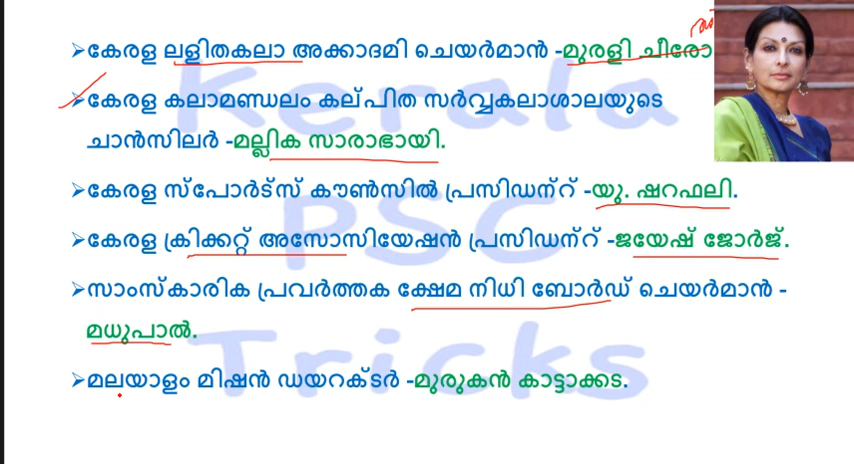 ➢കേരള ലളിതകലാ അക്കാദമി ചെയർമാൻ -മുരളി ചീരോ
➢കേരള കലാമണ്ഡലം കല്പിത സർവ്വകലാശാലയുടെ
ചാൻസിലർ -മല്ലിക സാരാഭായി.
➢കേരള സ്പോർട്സ് കൗൺസിൽ പ്രസിഡന്റ് -യു. ഷറഫലി.
➢കേരള ക്രിക്കറ്റ് അസോസിയേഷൻ പ്രസിഡന്റ് -ജയേഷ് ജോർജ്.
➢സാംസ്കാരിക പ്രവർത്തക ക്ഷേമ നിധി ബോർഡ് ചെയർമാൻ -
മധുപാൽ.
➢മലയാളം മിഷൻ ഡയറക്ടർ -മുരുകൻ കാട്ടാക്കട.
Kerala
PSC
Tricks